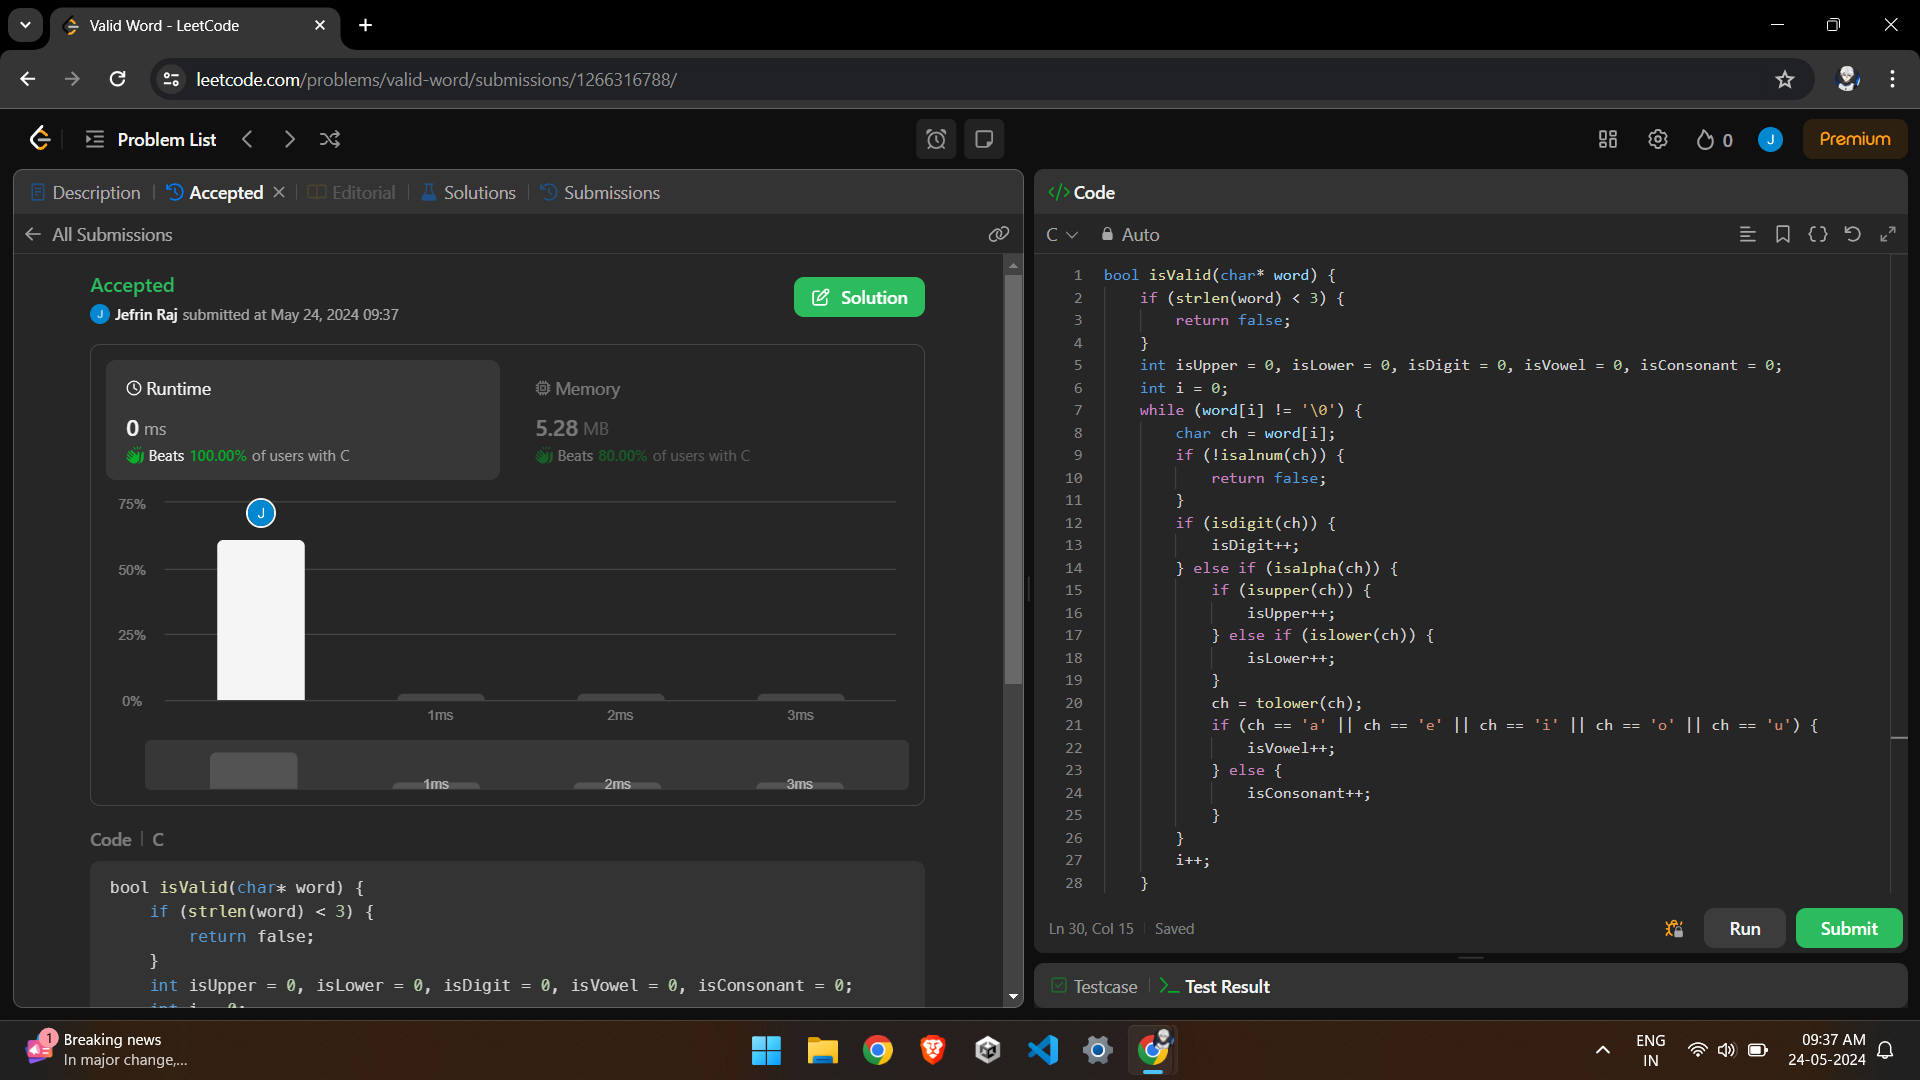 Valid Word - LeetCode
leetcode.com/problems/valid-word/submissions/1266316788/
Problem List
0
J
Premium
Description
Accepted
Editorial
Solutions
Submissions
All Submissions
Accepted
J Jefrin Raj submitted at May 24, 2024 09:37
Solution
Runtime
0 ms
Beats 100.00% of users with C
Memory
5.28 MB
Beats 80.00% of users with C
75%
J
50%
25%
0%
1ms 2ms 3ms
1ms 2ms 3ms
Code | C
bool isValid(char* word) {
if (strlen(word) < 3) {
return false;
}
int isUpper = 0, isLower = 0, isDigit = 0, isVowel = 0, isConsonant = 0;
int i = 0;
</> Code
C
Auto
1 bool isValid(char* word) {
2 if (strlen(word) < 3) {
3 return false;
4 }
5 int isUpper = 0, isLower = 0, isDigit = 0, isVowel = 0, isConsonant = 0;
6 int i = 0;
7 while (word[i] != '\0') {
8 char ch = word[i];
9 if (!isalnum(ch)) {
10 return false;
11 }
12 if (isdigit(ch)) {
13 isDigit++;
14 } else if (isalpha(ch)) {
15 if (isupper(ch)) {
16 isUpper++;
17 } else if (islower(ch)) {
18 isLower++;
19 }
20 ch = tolower(ch);
21 if (ch == 'a' || ch == 'e' || ch == 'i' || ch == 'o' || ch == 'u') {
22 isVowel++;
23 } else {
24 isConsonant++;
25 }
26 }
27 i++;
28 }
Ln 30, Col 15 | Saved
Run
Submit
Testcase
Test Result
1
Breaking news
In major change,...
ENG
IN
09:37 AM
24-05-2024